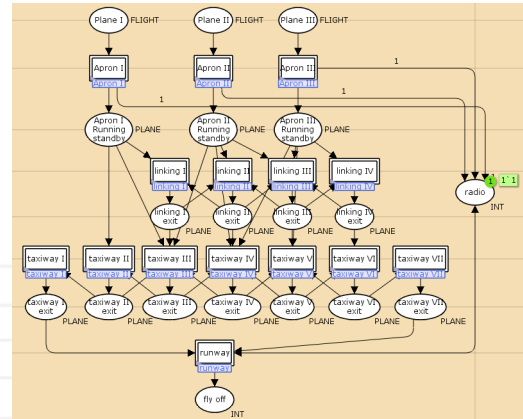 Plane I FLIGHT Plane II FLIGHT Plane III FLIGHT
Apron I Apron II Apron III 1
Apron I Apron II Apron III
1 1
Apron I
Running
standby
PLANE
Apron I
Running
standby
PLANE
Apron III
Running
standby
PLANE
linking I linking II linking III linking IV
linking I linking II linking III linking IV
radio 1 1`1
INT
linking I
exit
PLANE
linking II
exit
PLANE
linking III
exit
PLANE
linking IV
exit
PLANE
taxiway I taxiway II taxiway III taxiway IV taxiway V taxiway VI taxiway VII
taxiway I taxiway II taxiway III taxiway IV taxiway V taxiway VI taxiway VII
taxiway I
exit
PLANE
taxiway II
exit
PLANE
taxiway III
exit
PLANE
taxiway IV
exit
PLANE
taxiway V
exit
PLANE
taxiway VI
exit
PLANE
taxiway VII
exit
PLANE
runway
runway
fly off
INT